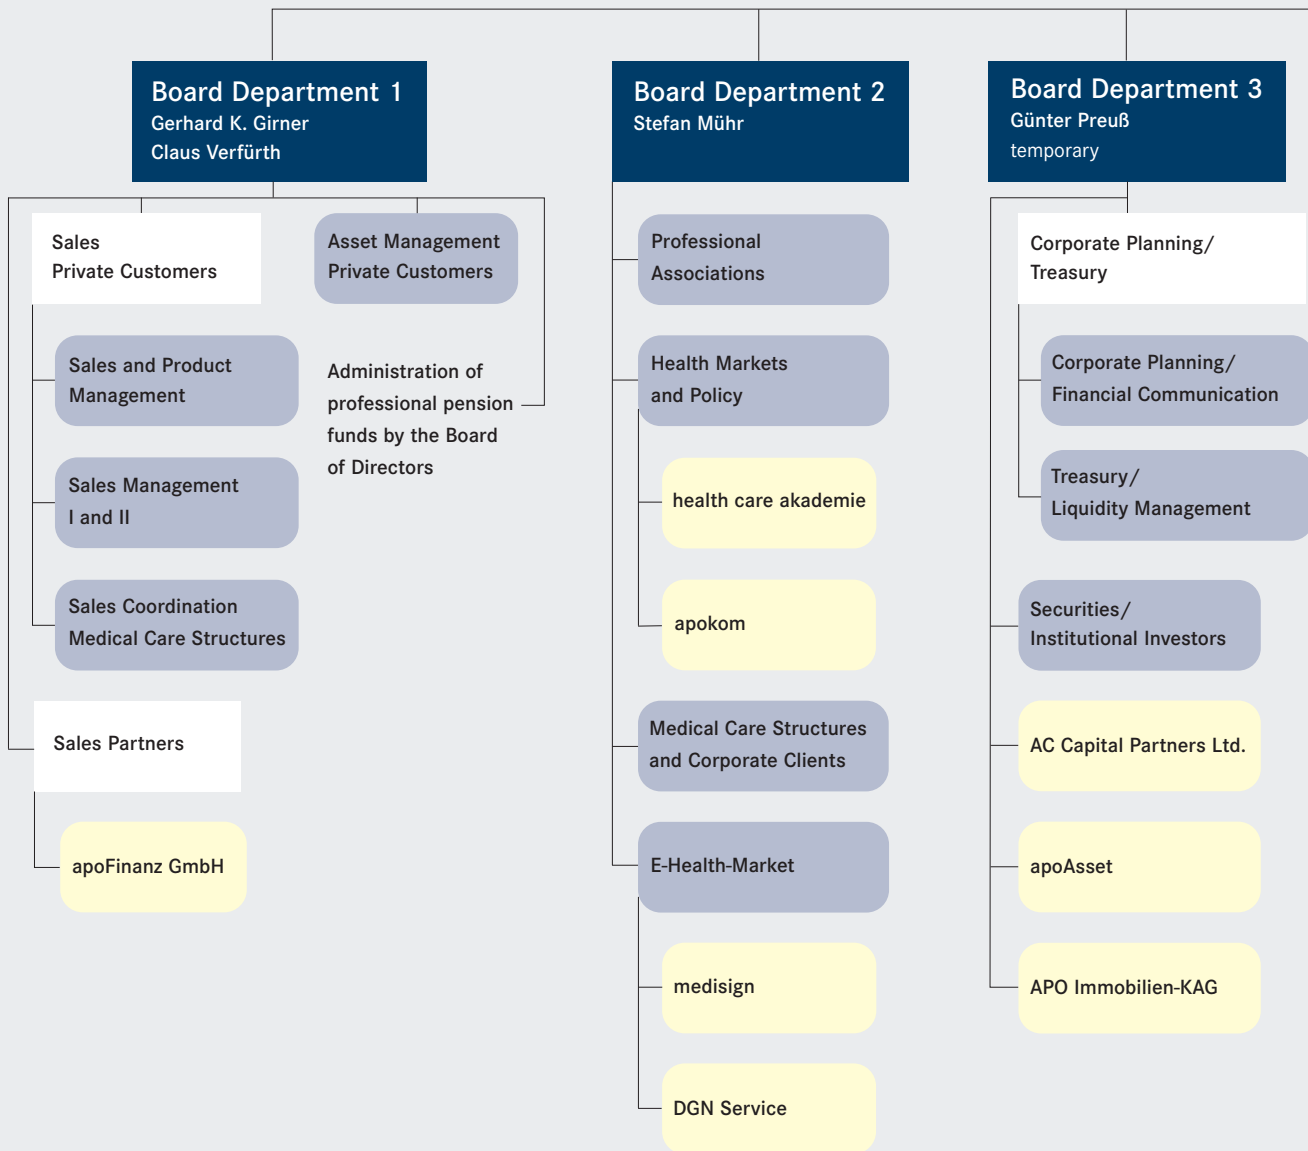 Board Department 1
Gerhard K. Girner
Claus Verfürth
Sales
Private Customers
Asset Management
Private Customers
Sales and Product
Management
Administration of
professional pension
funds by the Board
of Directors
Sales Management
I and II
Sales Coordination
Medical Care Structures
Sales Partners
apoFinanz GmbH
Board Department 2
Stefan Mühr
Professional
Associations
Health Markets
and Policy
health care akademie
apokom
Medical Care Structures
and Corporate Clients
E-Health-Market
medisign
DGN Service
Board Department 3
Günter Preuß
temporary
Corporate Planning/
Treasury
Corporate Planning/
Financial Communication
Treasury/
Liquidity Management
Securities/
Institutional Investors
AC Capital Partners Ltd.
apoAsset
APO Immobilien-KAG